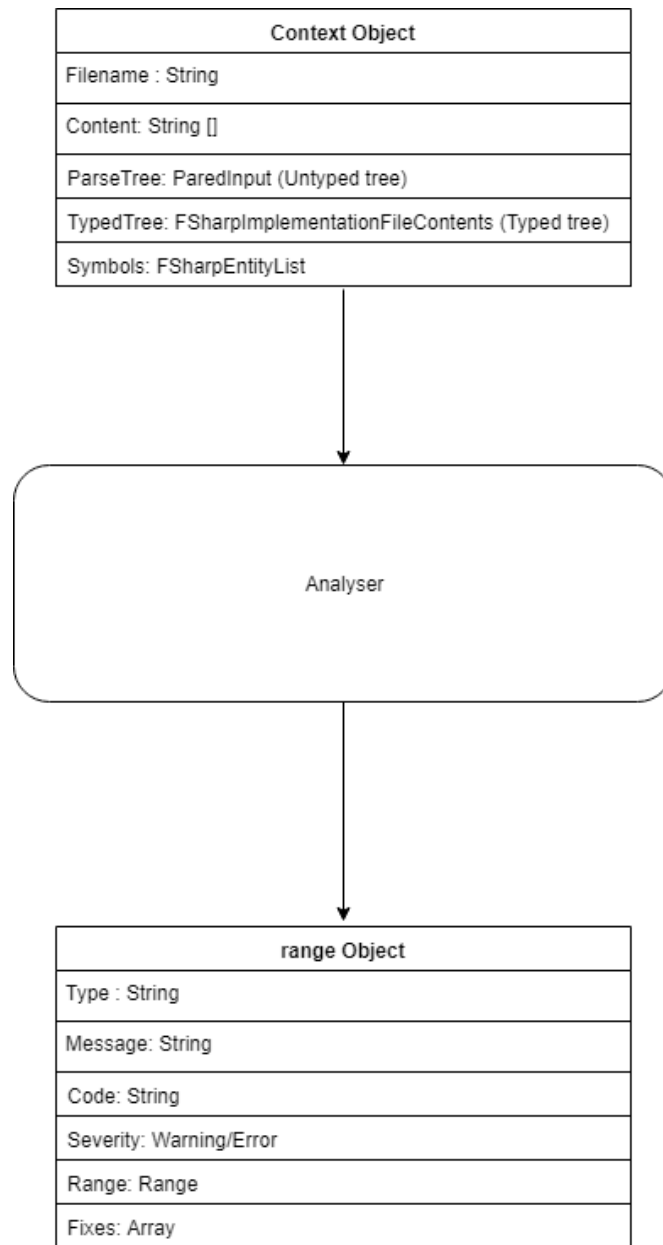 Context Object
Filename : String
Content: String []
ParseTree: ParedInput (Untyped tree)
TypedTree: FSharpImplementationFileContents (Typed tree)
Symbols: FSharpEntityList
Analyser
range Object
Type : String
Message: String
Code: String
Severity: Warning/Error
Range: Range
Fixes: Array